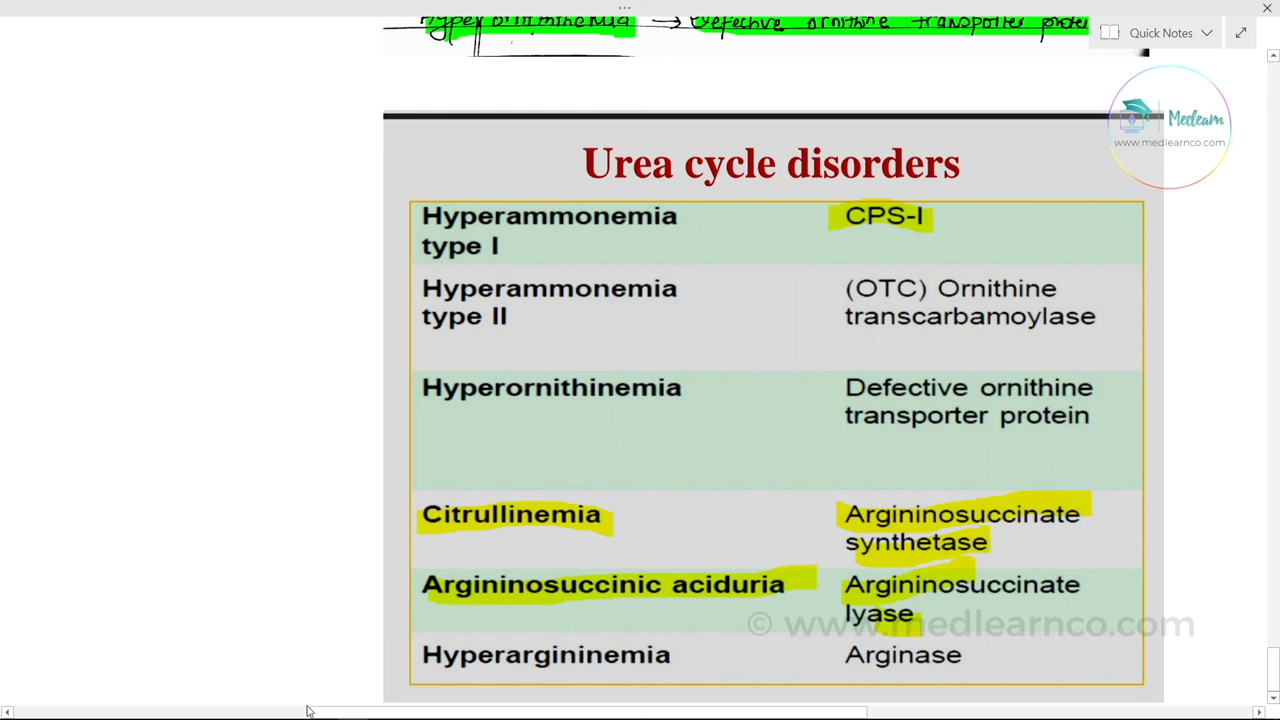 Hyperornithinemia → Defective ornithine transporter protei
Quick Notes
Medlearn
www.medlearnco.com
Urea cycle disorders
Hyperammonemia type I CPS-I
Hyperammonemia type II (OTC) Ornithine transcarbamoylase
Hyperornithinemia Defective ornithine transporter protein
Citrullinemia Argininosuccinate synthetase
Argininosuccinic aciduria Argininosuccinate lyase
© www.medlearnco.com
Hyperargininemia Arginase